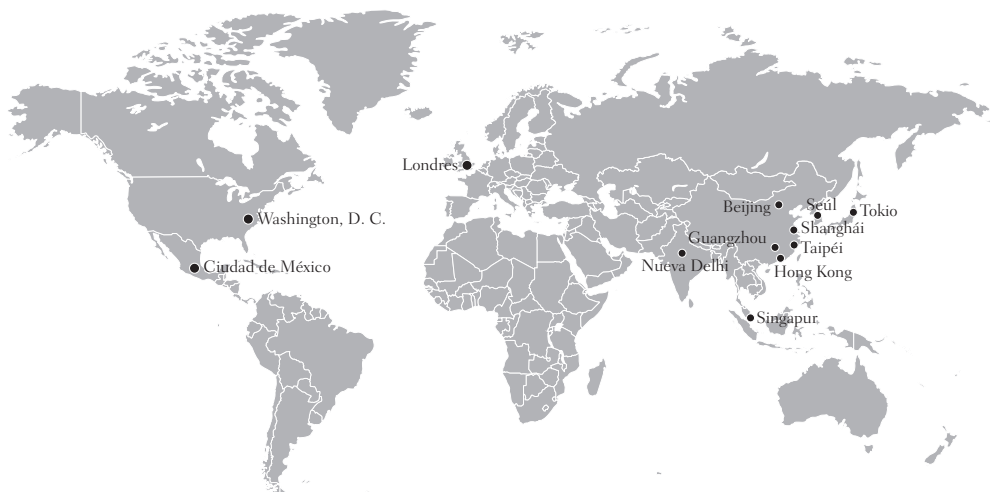 Londres
Washington, D. C.
Ciudad de México
Beijing
Seúl
Tokio
Shanghái
Guangzhou
Taipéi
Nueva Delhi
Hong Kong
Singapur